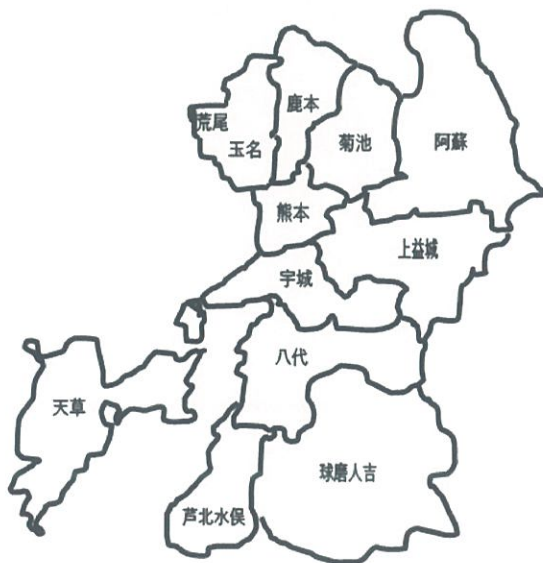 鹿本
荒尾
玉名
菊池
阿蘇
熊本
上益城
宇城
八代
天草
球磨人吉
芦北水俣